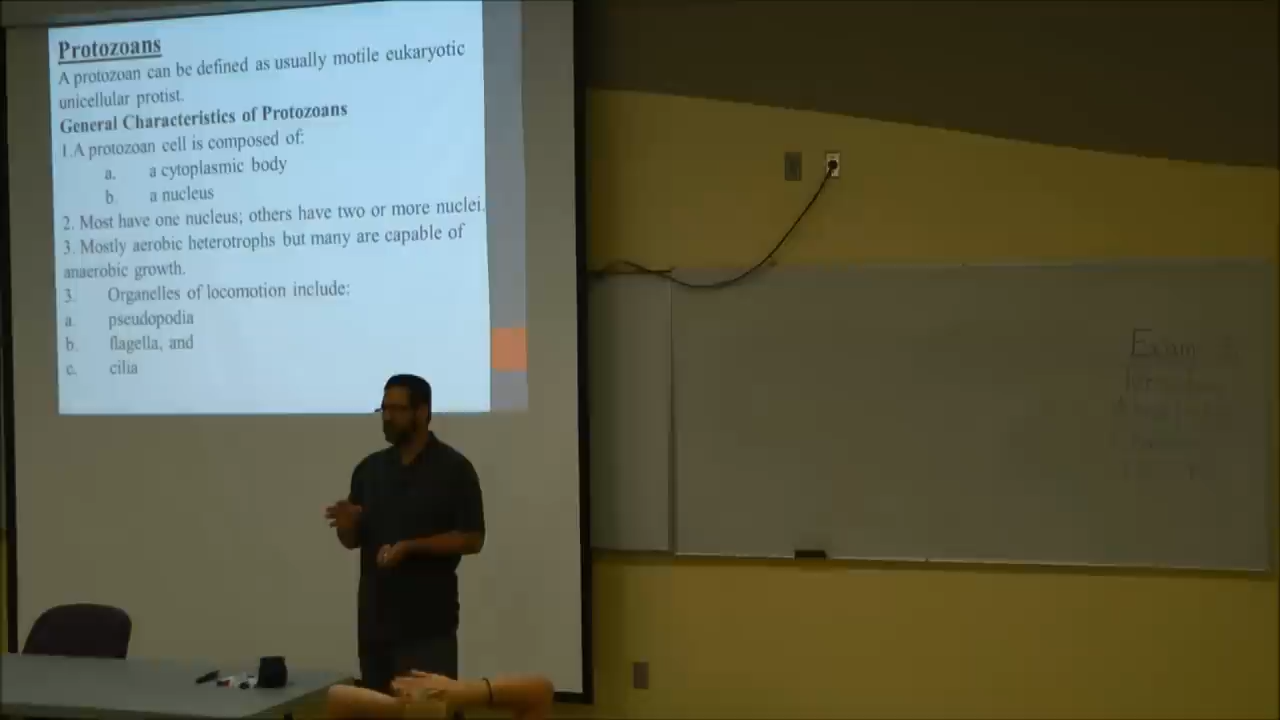 Protozoans
A protozoan can be defined as usually motile eukaryotic
unicellular protist.
General Characteristics of Protozoans
1.A protozoan cell is composed of:
a. a cytoplasmic body
b. a nucleus
2. Most have one nucleus; others have two or more nuclei.
3. Mostly aerobic heterotrophs but many are capable of
anaerobic growth.
3. Organelles of locomotion include:
a. pseudopodia
b. flagella, and
c. cilia
Exam